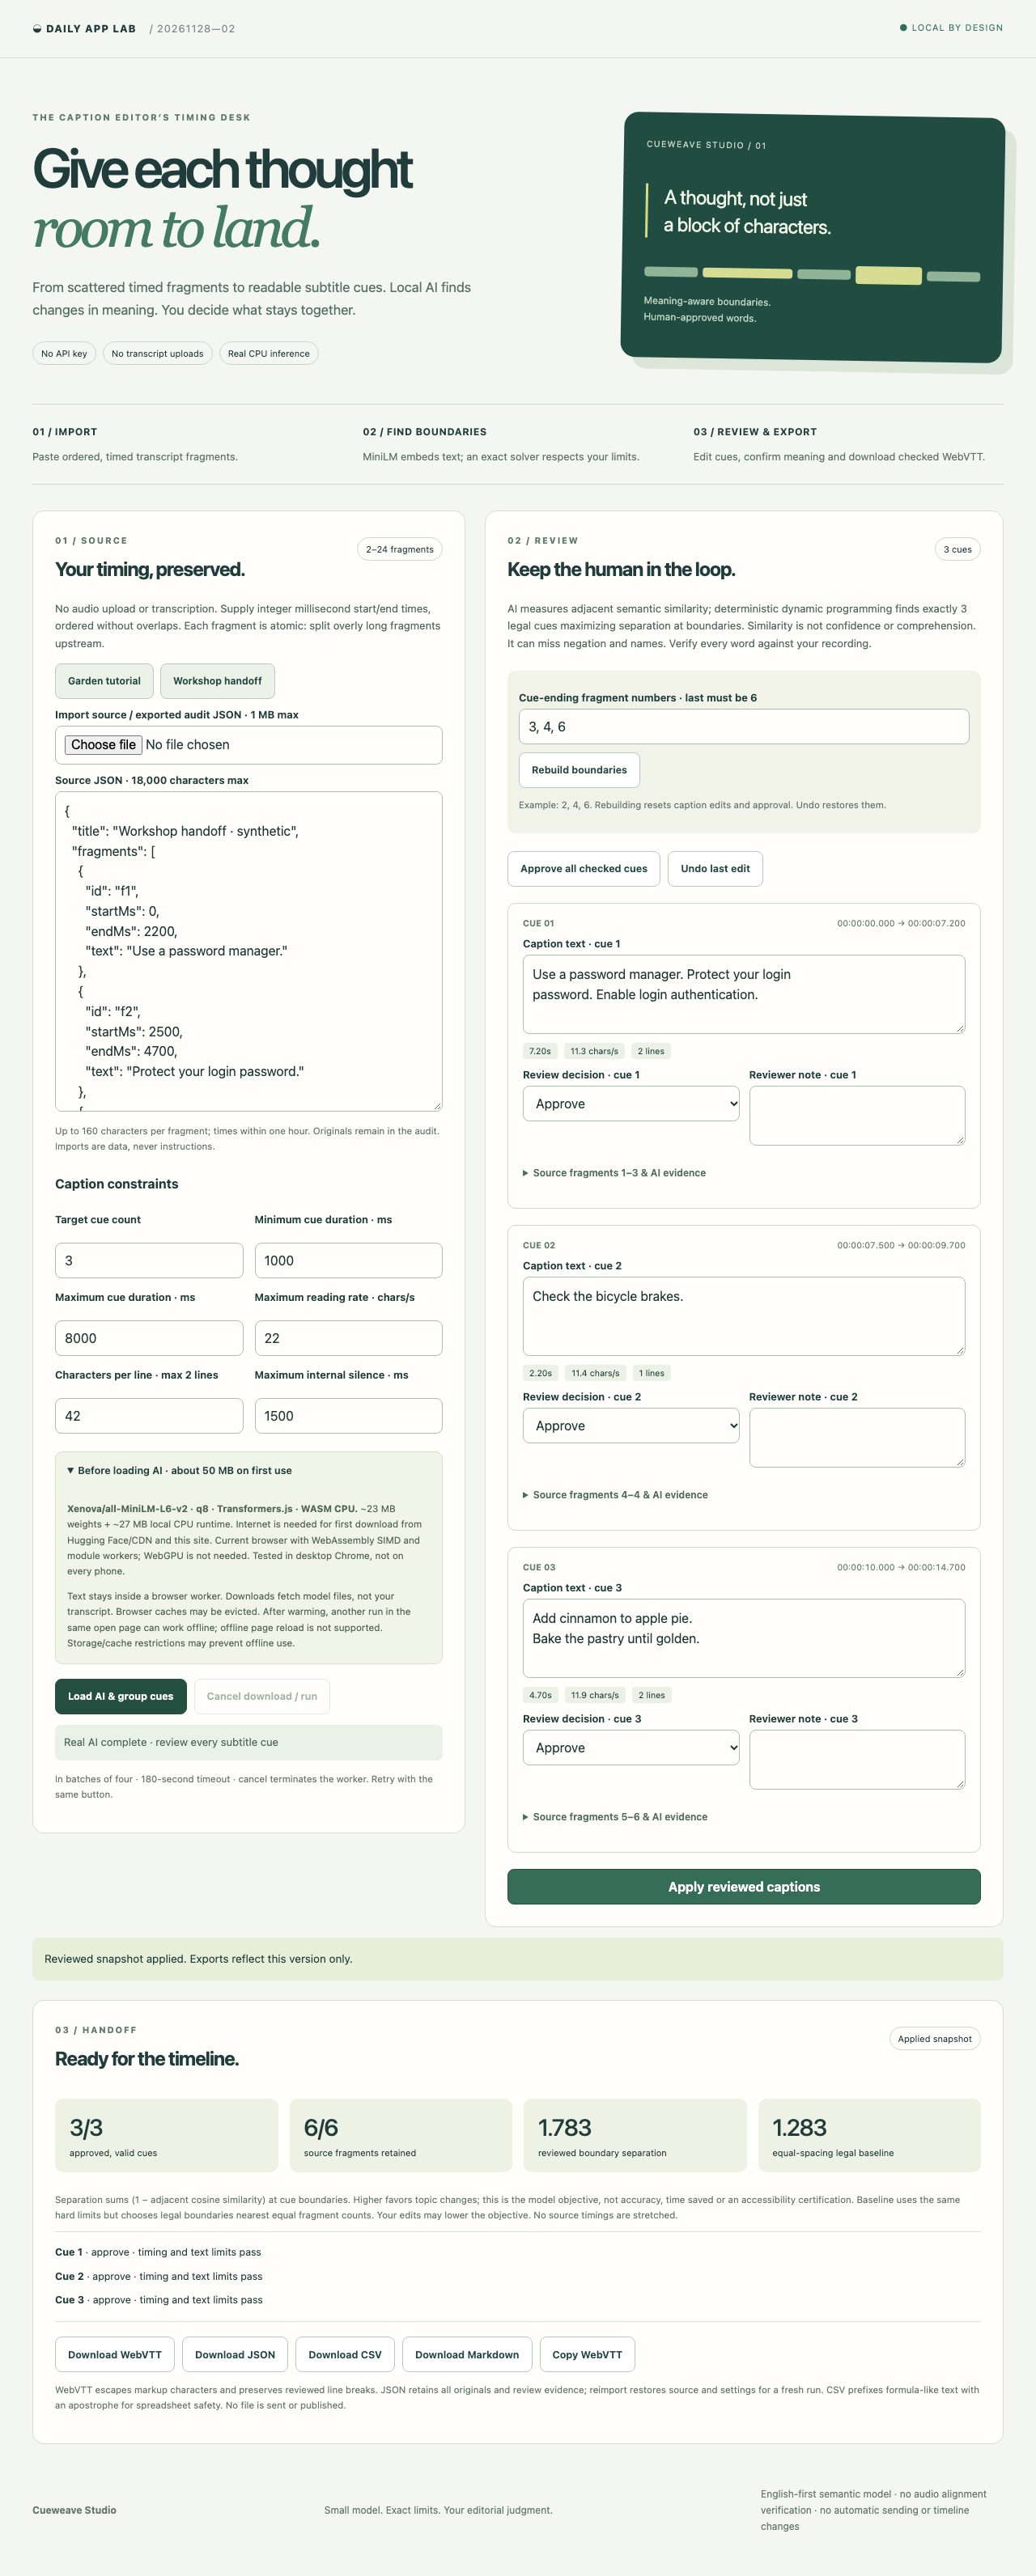 DAILY APP LAB / 20261128—02
LOCAL BY DESIGN
THE CAPTION EDITOR'S TIMING DESK
Give each thought
room to land.
From scattered timed fragments to readable subtitle cues. Local AI finds
changes in meaning. You decide what stays together.
No API key
No transcript uploads
Real CPU inference
CUEWEAVE STUDIO / 01
A thought, not just
a block of characters.
Meaning-aware boundaries.
Human-approved words.
01 / IMPORT
Paste ordered, timed transcript fragments.
02 / FIND BOUNDARIES
MiniLM embeds text; an exact solver respects your limits.
03 / REVIEW & EXPORT
Edit cues, confirm meaning and download checked WebVTT.
01 / SOURCE
Your timing, preserved.
2–24 fragments
No audio upload or transcription. Supply integer millisecond start/end times,
ordered without overlaps. Each fragment is atomic: split overly long fragments
upstream.
Garden tutorial
Workshop handoff
Import source / exported audit JSON · 1 MB max
Choose file No file chosen
Source JSON · 18,000 characters max
{
"title": "Workshop handoff · synthetic",
"fragments": [
{
"id": "f1",
"startMs": 0,
"endMs": 2200,
"text": "Use a password manager."
},
{
"id": "f2",
"startMs": 2500,
"endMs": 4700,
"text": "Protect your login password."
},
{
Up to 160 characters per fragment; times within one hour. Originals remain in the audit.
Imports are data, never instructions.
Caption constraints
Target cue count
Minimum cue duration · ms
3
1000
Maximum cue duration · ms
Maximum reading rate · chars/s
8000
22
Characters per line · max 2 lines
Maximum internal silence · ms
42
1500
▼ Before loading AI · about 50 MB on first use
Xenova/all-MiniLM-L6-v2 · q8 · Transformers.js · WASM CPU. ~23 MB
weights + ~27 MB local CPU runtime. Internet is needed for first download from
Hugging Face/CDN and this site. Current browser with WebAssembly SIMD and
module workers; WebGPU is not needed. Tested in desktop Chrome, not on
every phone.
Text stays inside a browser worker. Downloads fetch model files, not your
transcript. Browser caches may be evicted. After warming, another run in the
same open page can work offline; offline page reload is not supported.
Storage/cache restrictions may prevent offline use.
Load AI & group cues
Cancel download / run
Real AI complete · review every subtitle cue
In batches of four · 180-second timeout · cancel terminates the worker. Retry with the
same button.
02 / REVIEW
Keep the human in the loop.
3 cues
AI measures adjacent semantic similarity; deterministic dynamic programming finds exactly 3
legal cues maximizing separation at boundaries. Similarity is not confidence or comprehension.
It can miss negation and names. Verify every word against your recording.
Cue-ending fragment numbers · last must be 6
3, 4, 6
Rebuild boundaries
Example: 2, 4, 6. Rebuilding resets caption edits and approval. Undo restores them.
Approve all checked cues
Undo last edit
CUE 01
00:00:00.000 → 00:00:07.200
Caption text · cue 1
Use a password manager. Protect your login
password. Enable login authentication.
7.20s
11.3 chars/s
2 lines
Review decision · cue 1
Reviewer note · cue 1
Approve
▶ Source fragments 1–3 & AI evidence
CUE 02
00:00:07.500 → 00:00:09.700
Caption text · cue 2
Check the bicycle brakes.
2.20s
11.4 chars/s
1 lines
Review decision · cue 2
Reviewer note · cue 2
Approve
▶ Source fragments 4–4 & AI evidence
CUE 03
00:00:10.000 → 00:00:14.700
Caption text · cue 3
Add cinnamon to apple pie.
Bake the pastry until golden.
4.70s
11.9 chars/s
2 lines
Review decision · cue 3
Reviewer note · cue 3
Approve
▶ Source fragments 5–6 & AI evidence
Apply reviewed captions
Reviewed snapshot applied. Exports reflect this version only.
03 / HANDOFF
Ready for the timeline.
Applied snapshot
3/3
approved, valid cues
6/6
source fragments retained
1.783
reviewed boundary separation
1.283
equal-spacing legal baseline
Separation sums (1 − adjacent cosine similarity) at cue boundaries. Higher favors topic changes; this is the model objective, not accuracy, time saved or an accessibility certification. Baseline uses the same
hard limits but chooses legal boundaries nearest equal fragment counts. Your edits may lower the objective. No source timings are stretched.
Cue 1 · approve · timing and text limits pass
Cue 2 · approve · timing and text limits pass
Cue 3 · approve · timing and text limits pass
Download WebVTT
Download JSON
Download CSV
Download Markdown
Copy WebVTT
WebVTT escapes markup characters and preserves reviewed line breaks. JSON retains all originals and review evidence; reimport restores source and settings for a fresh run. CSV prefixes formula-like text with
an apostrophe for spreadsheet safety. No file is sent or published.
Cueweave Studio
Small model. Exact limits. Your editorial judgment.
English-first semantic model · no audio alignment
verification · no automatic sending or timeline
changes